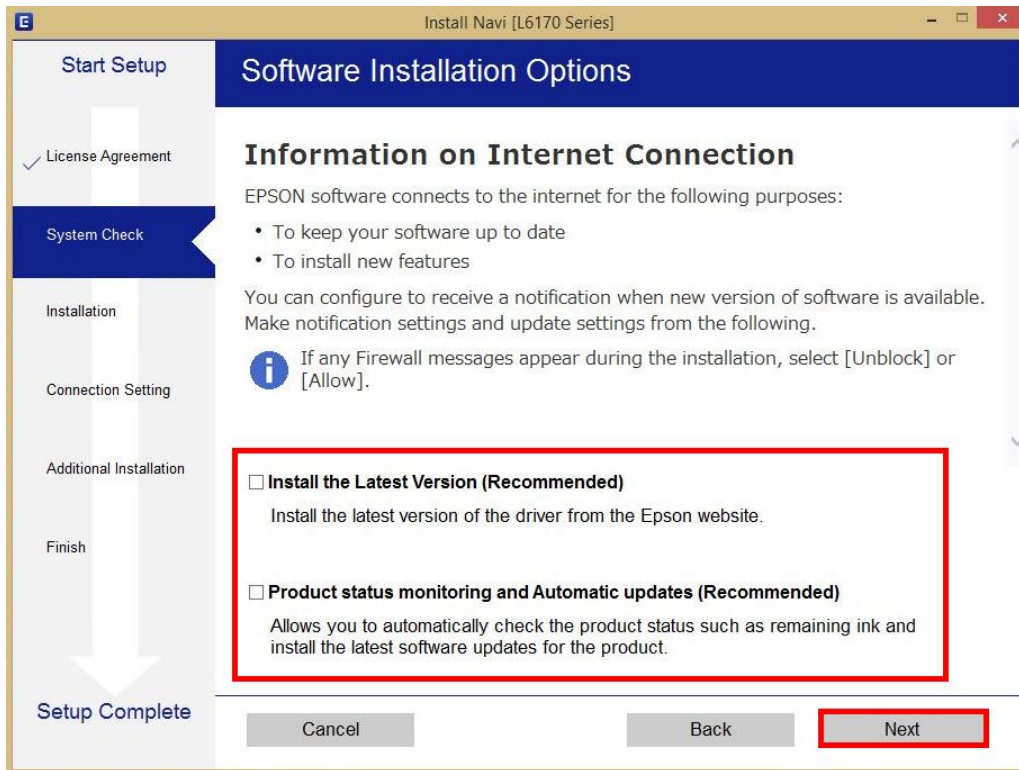 E
Install Navi [L6170 Series]
Start Setup
Software Installation Options
License Agreement
System Check
Installation
Connection Setting
Additional Installation
Finish
Setup Complete
Information on Internet Connection
EPSON software connects to the internet for the following purposes:
• To keep your software up to date
• To install new features
You can configure to receive a notification when new version of software is available.
Make notification settings and update settings from the following.
i
If any Firewall messages appear during the installation, select [Unblock] or
[Allow].
Install the Latest Version (Recommended)
Install the latest version of the driver from the Epson website.
Product status monitoring and Automatic updates (Recommended)
Allows you to automatically check the product status such as remaining ink and
install the latest software updates for the product.
Cancel
Back
Next